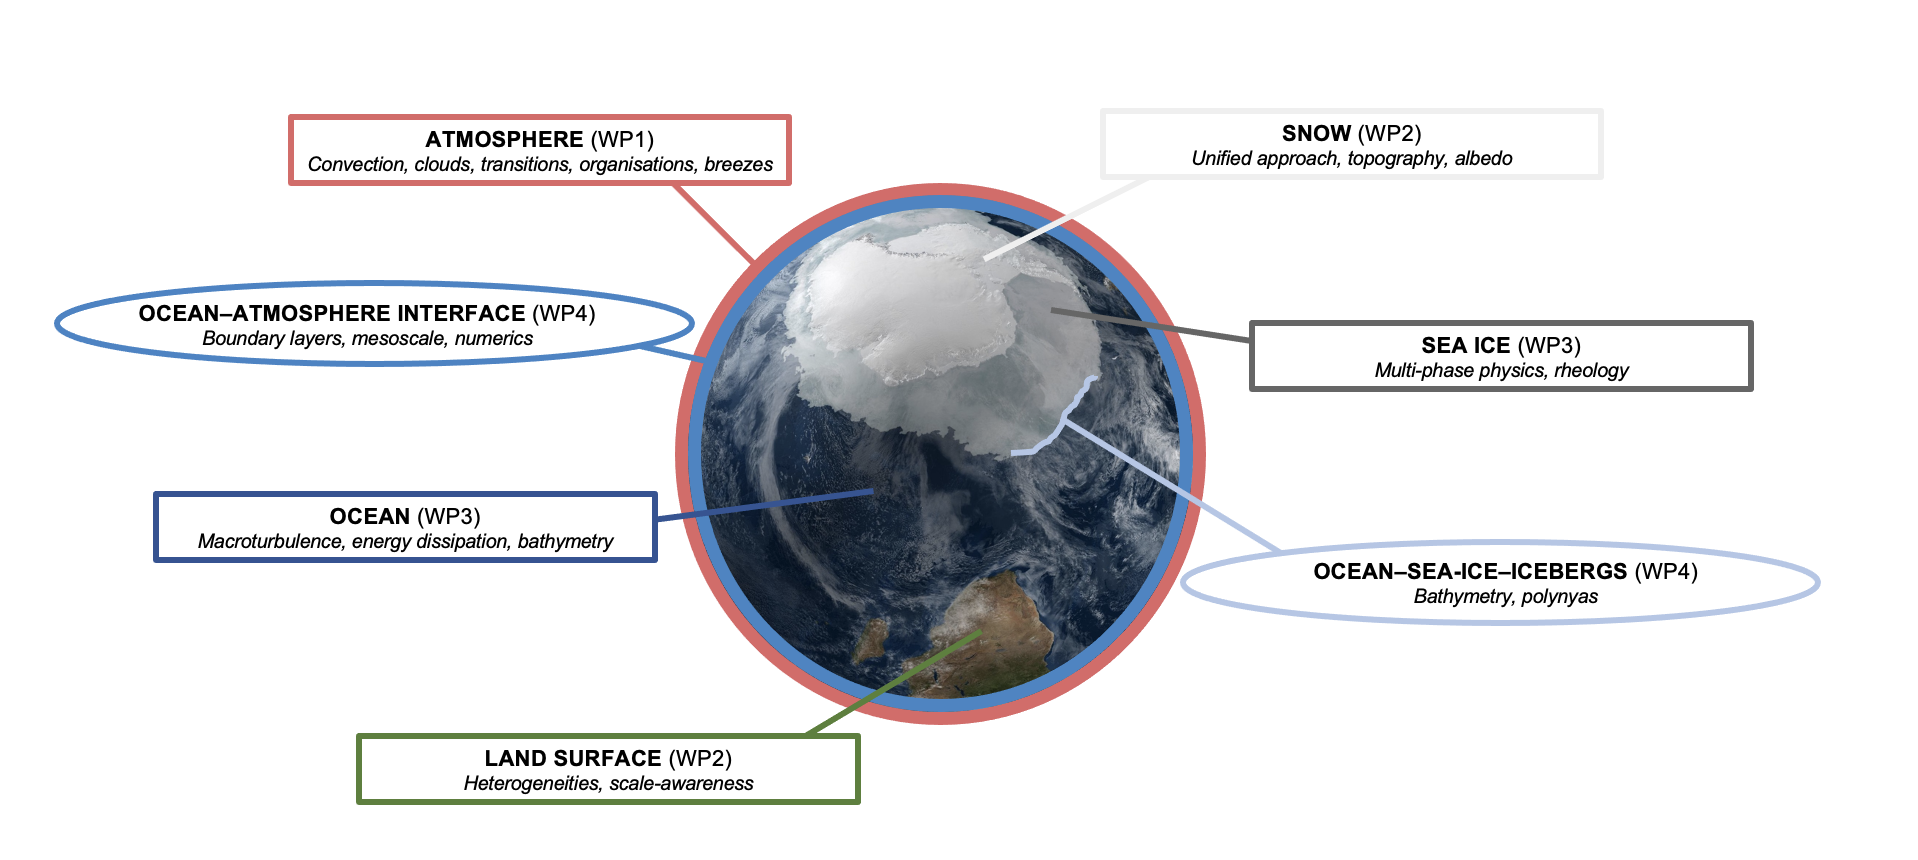 ATMOSPHERE (WP1)
Convection, clouds, transitions, organisations, breezes
SNOW (WP2)
Unified approach, topography, albedo
OCEAN–ATMOSPHERE INTERFACE (WP4)
Boundary layers, mesoscale, numerics
SEA ICE (WP3)
Multi-phase physics, rheology
OCEAN (WP3)
Macroturbulence, energy dissipation, bathymetry
OCEAN–SEA-ICE–ICEBERGS (WP4)
Bathymetry, polynyas
LAND SURFACE (WP2)
Heterogeneities, scale-awareness